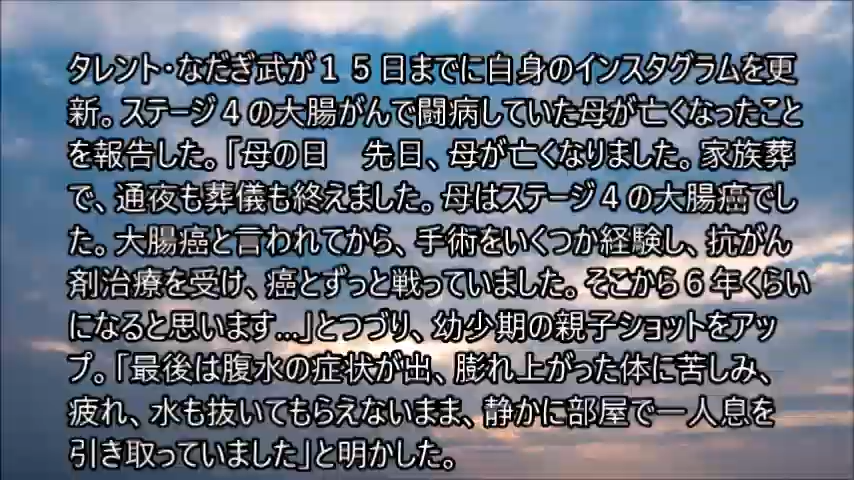 タレント・なだぎ武が１５日までに自身のインスタグラムを更
新。ステージ４の大腸がんで闘病していた母が亡くなったこと
を報告した。「母の日　先日、母が亡くなりました。家族葬
で、通夜も葬儀も終えました。母はステージ４の大腸癌でし
た。大腸癌と言われてから、手術をいくつか経験し、抗がん
剤治療を受け、癌とずっと戦っていました。そこから６年くらい
になると思います...」とつづり、幼少期の親子ショットをアッ
プ。「最後は腹水の症状が出、膨れ上がった体に苦しみ、
疲れ、水も抜いてもらえないまま、静かに部屋で一人息を
引き取っていました」と明かした。